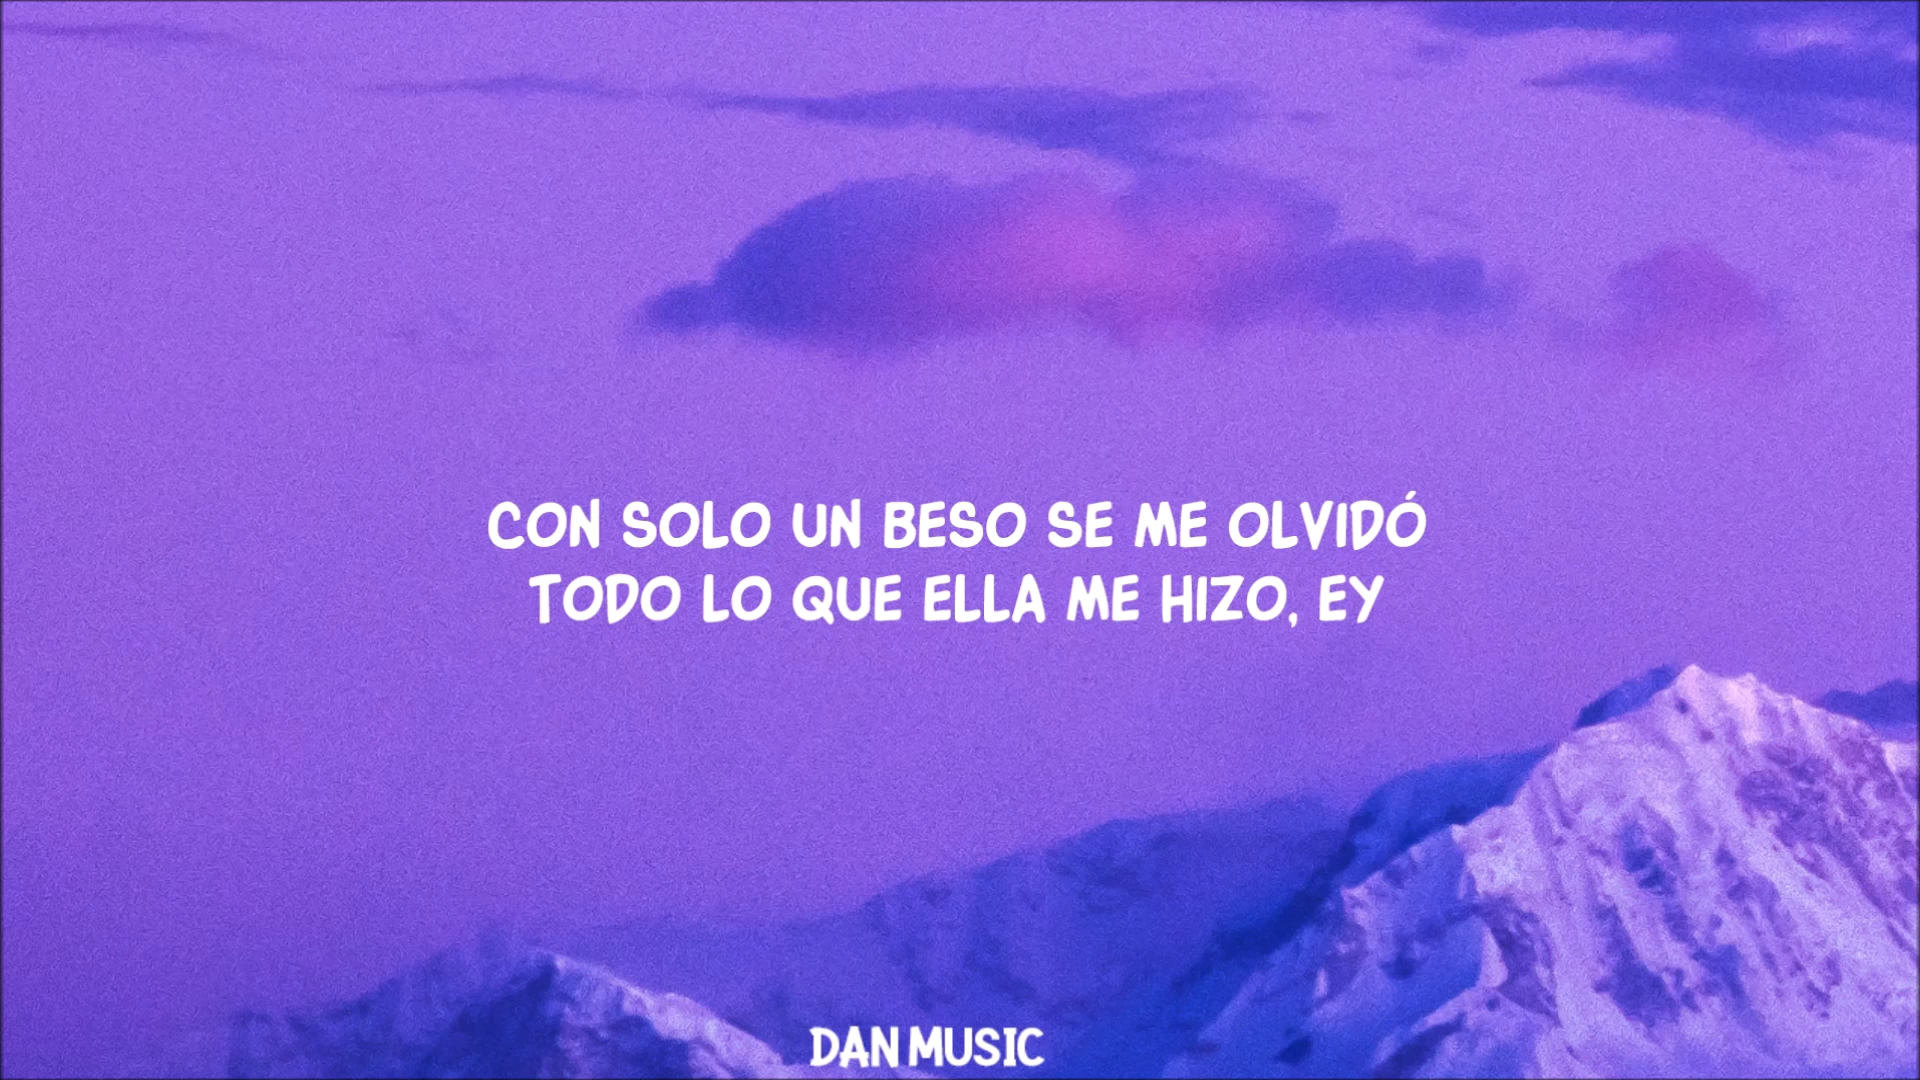 CON SOLO UN BESO SE ME OLVIDÓ
TODO LO QUE ELLA ME HIZO, EY
DAN MUSIC